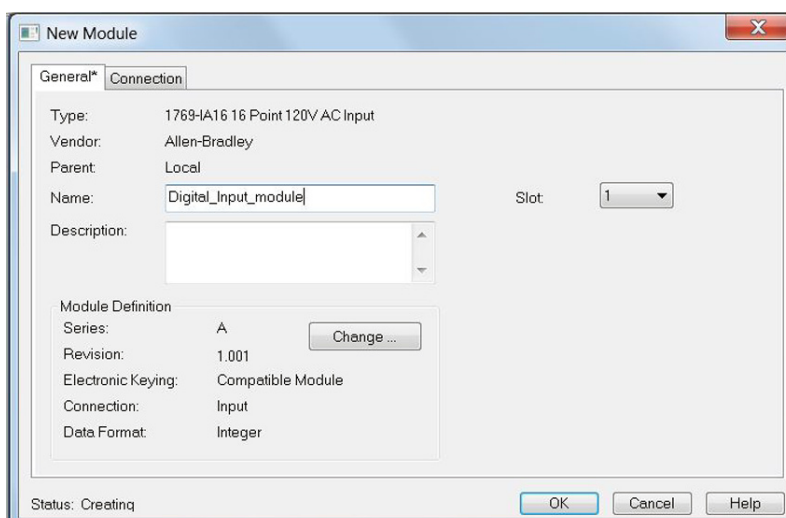 New Module
General* Connection
Type: 1769-IA16 16 Point 120V AC Input
Vendor: Allen-Bradley
Parent: Local
Name: Digital_Input_module Slot: 1
Description:
Module Definition
Series: A Change ...
Revision: 1.001
Electronic Keying: Compatible Module
Connection: Input
Data Format: Integer
Status: Creating OK Cancel Help